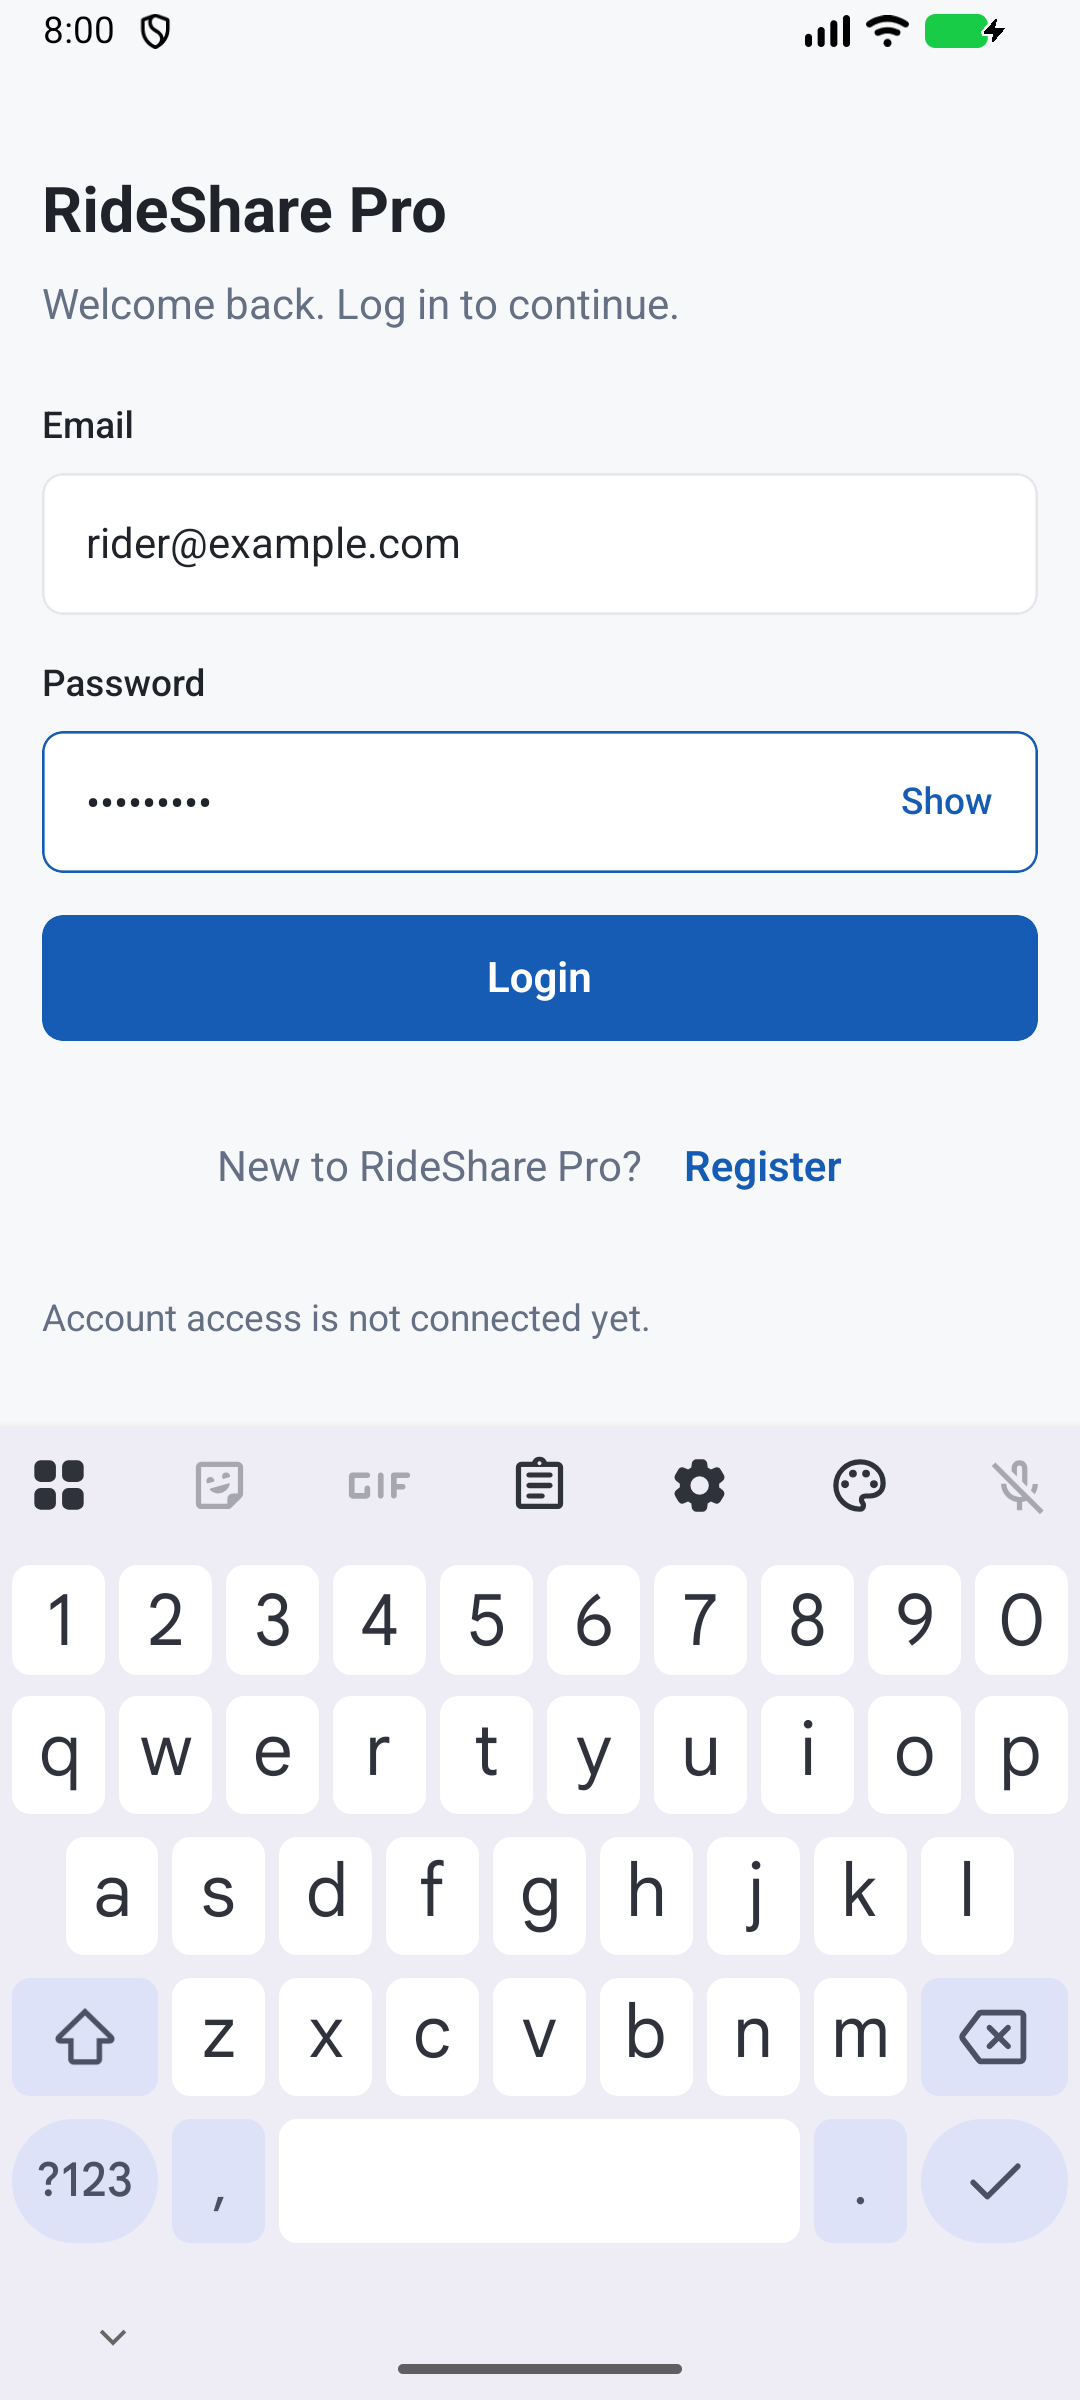 8:00
RideShare Pro
Welcome back. Log in to continue.
Email
rider@example.com
Password
•••••••••
Show
Login
New to RideShare Pro? Register
Account access is not connected yet.
GIF
1 2 3 4 5 6 7 8 9 0
q w e r t y u i o p
a s d f g h j k l
z x c v b n m
?123 , .